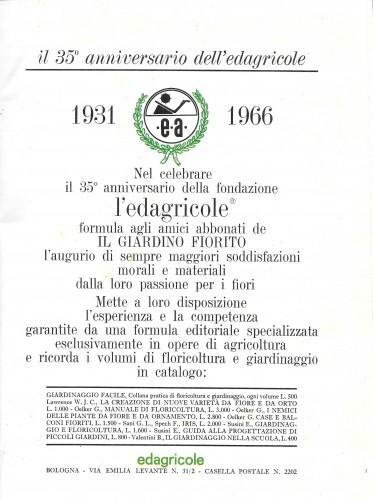 il 35° anniversario dell'edagricole
1931
·e·a·
1966
Nel celebrare
il 35° anniversario della fondazione
l'edagricole®
formula agli amici abbonati de
IL GIARDINO FIORITO
l'augurio di sempre maggiori soddisfazioni
morali e materiali
dalla loro passione per i fiori
Mette a loro disposizione
l'esperienza e la competenza
garantite da una formula editoriale specializzata
esclusivamente in opere di agricoltura
e ricorda i volumi di floricoltura e giardinaggio
in catalogo:
GIARDINAGGIO FACILE, Collana pratica di floricoltura e giardinaggio, ogni volume L. 500
Lawrence W. J. C., LA CREAZIONE DI NUOVE VARIETÀ DA FIORE E DA ORTO
L. 1.000 - Oelker G., MANUALE DI FLORICOLTURA, L. 3.000 - Oelker G., I NEMICI
DELLE PIANTE DA FIORE E DA ORNAMENTO, L. 2.800 - Oelker G. CASE E BAL-
CONI FIORITI, L. 1.500 - Sani G. L., Spech F., IRIS, L. 2.000 - Susini E., GIARDINAG-
GIO E FLORICOLTURA, L. 1.600 - Susini E., GUIDA ALLA PROGETTAZIONE DI
PICCOLI GIARDINI, L. 800 - Valentini B., IL GIARDINAGGIO NELLA SCUOLA, L. 400
edagricole
BOLOGNA - VIA EMILIA LEVANTE N. 31/2 - CASELLA POSTALE N. 2202